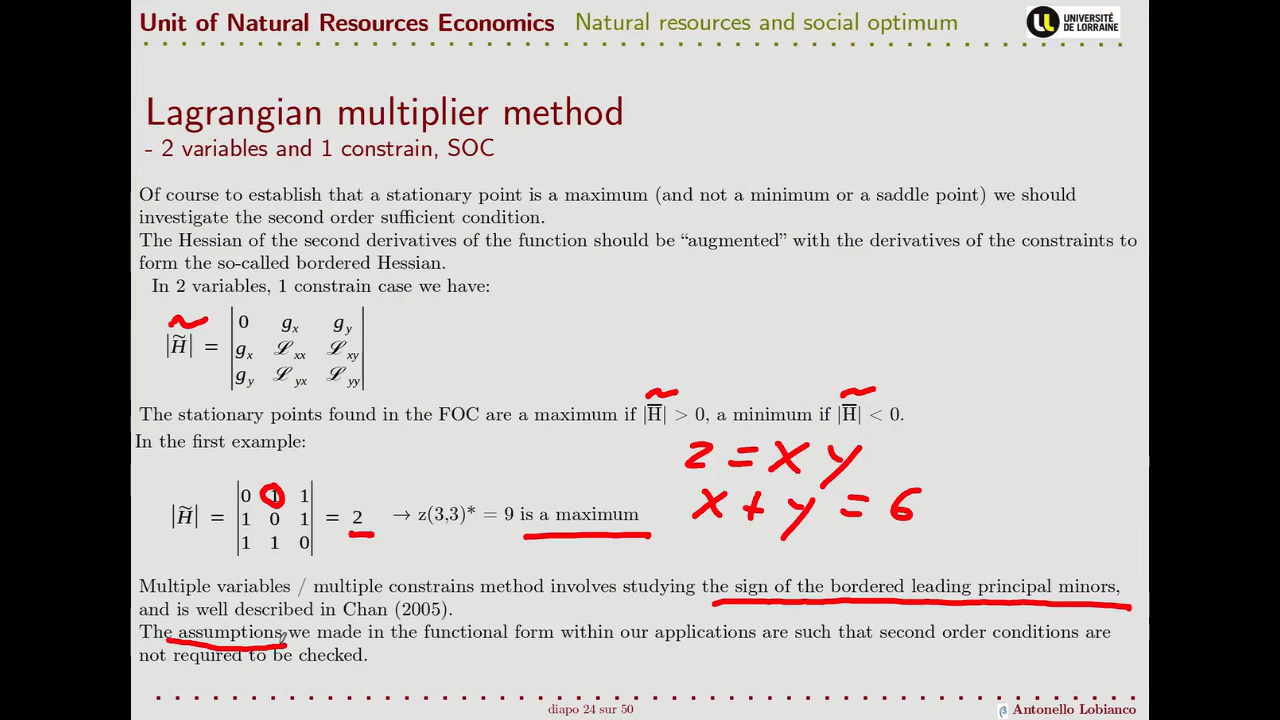 Unit of Natural Resources Economics Natural resources and social optimum
UNIVERSITÉ
DE LORRAINE
Lagrangian multiplier method
- 2 variables and 1 constrain, SOC
Of course to establish that a stationary point is a maximum (and not a minimum or a saddle point) we should
investigate the second order sufficient condition.
The Hessian of the second derivatives of the function should be “augmented” with the derivatives of the constraints to
form the so-called bordered Hessian.
In 2 variables, 1 constrain case we have:
0 g_x g_y
|H̃| = g_x ℒ_xx ℒ_xy
g_y ℒ_yx ℒ_yy
The stationary points found in the FOC are a maximum if |H̅| > 0, a minimum if |H̅| < 0.
In the first example:
z = x y
0 1 1
|H̃| = 1 0 1 = 2 → z(3,3)* = 9 is a maximum
1 1 0
x + y = 6
Multiple variables / multiple constrains method involves studying the sign of the bordered leading principal minors,
and is well described in Chan (2005).
The assumptions we made in the functional form within our applications are such that second order conditions are
not required to be checked.
diapo 24 sur 50
β Antonello Lobianco